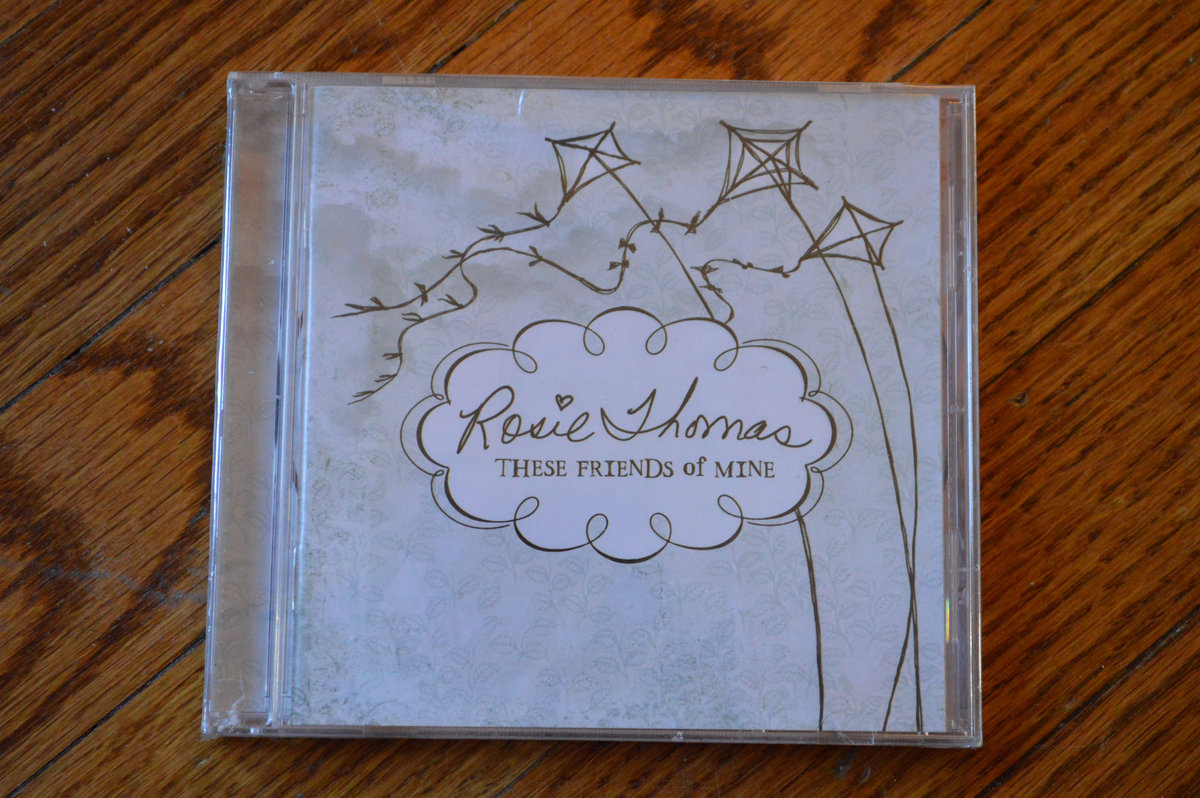 Rosie Thomas
THESE FRIENDS of MINE